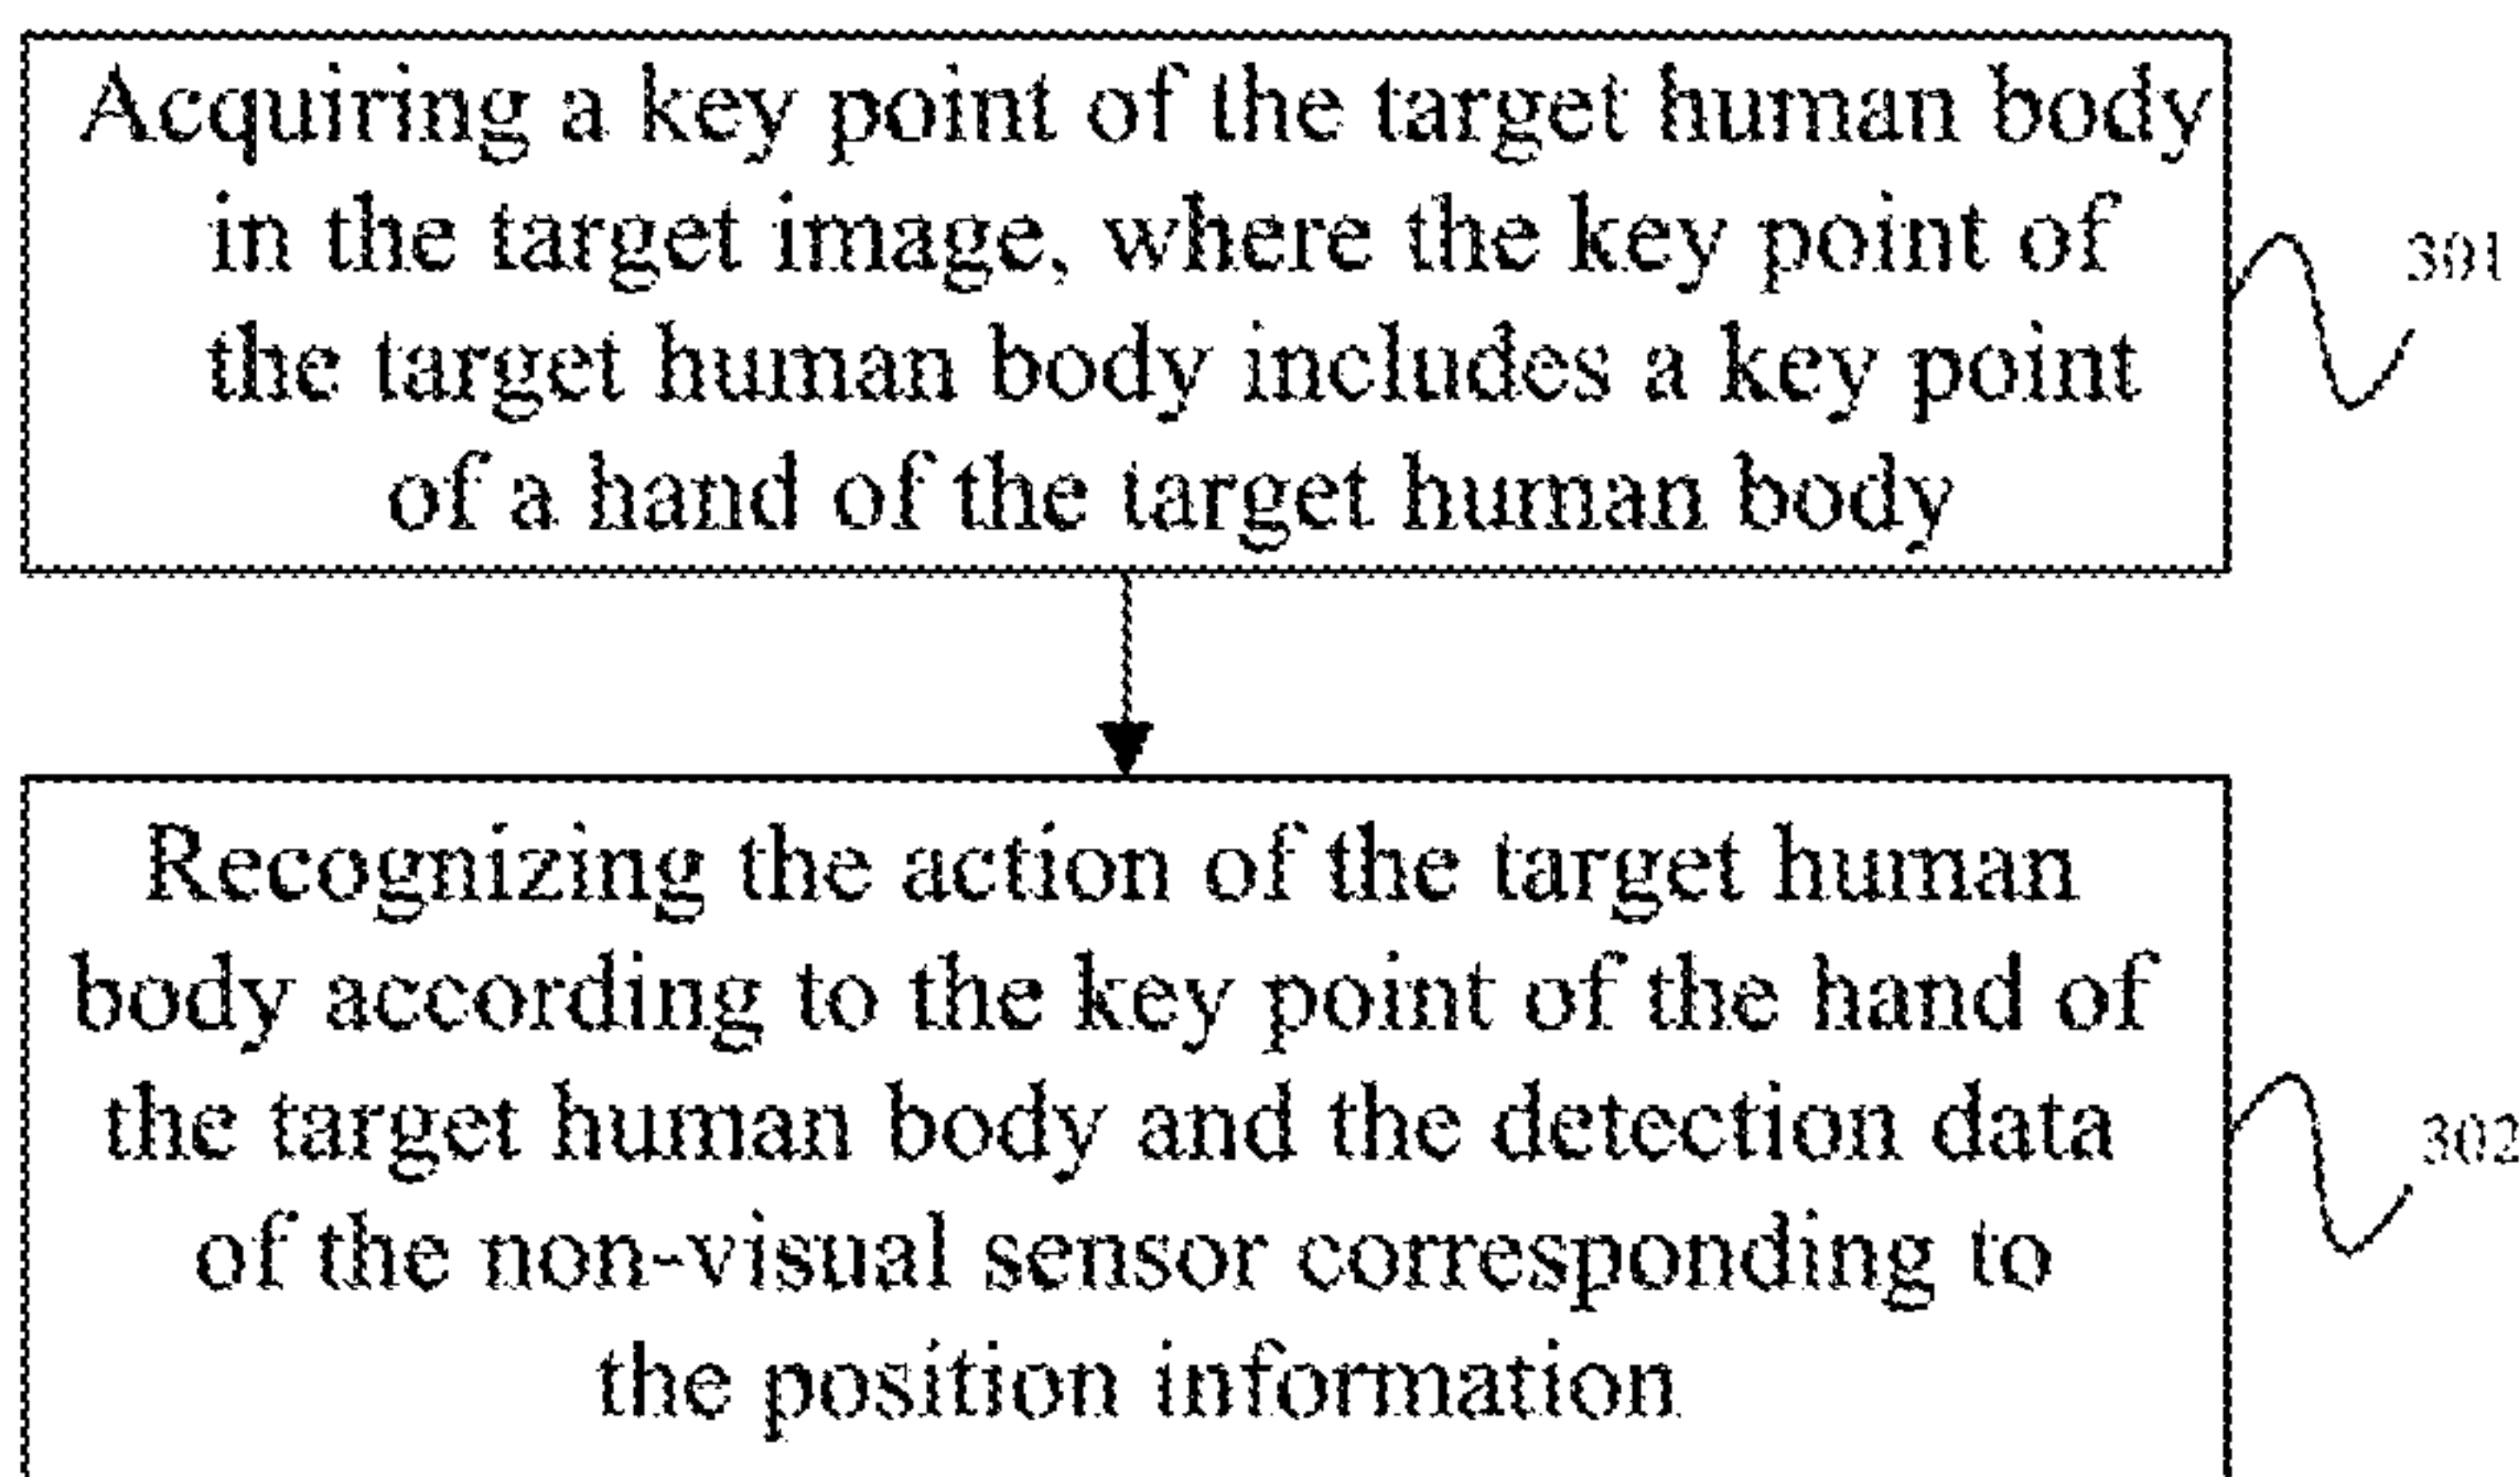 Acquiring a key point of the target human body
in the target image, where the key point of
the target human body includes a key point
of a hand of the target human body
301
Recognizing the action of the target human
body according to the key point of the hand of
the target human body and the detection data
of the non-visual sensor corresponding to
the position information
302